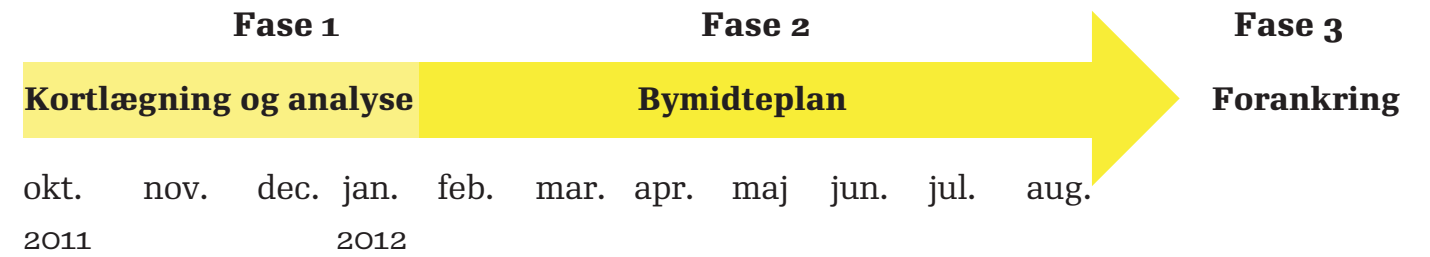 Fase 1 Fase 2 Fase 3
Kortlægning og analyse Bymidteplan Forankring
okt. nov. dec. jan. feb. mar. apr. maj jun. jul. aug.
2011 2012